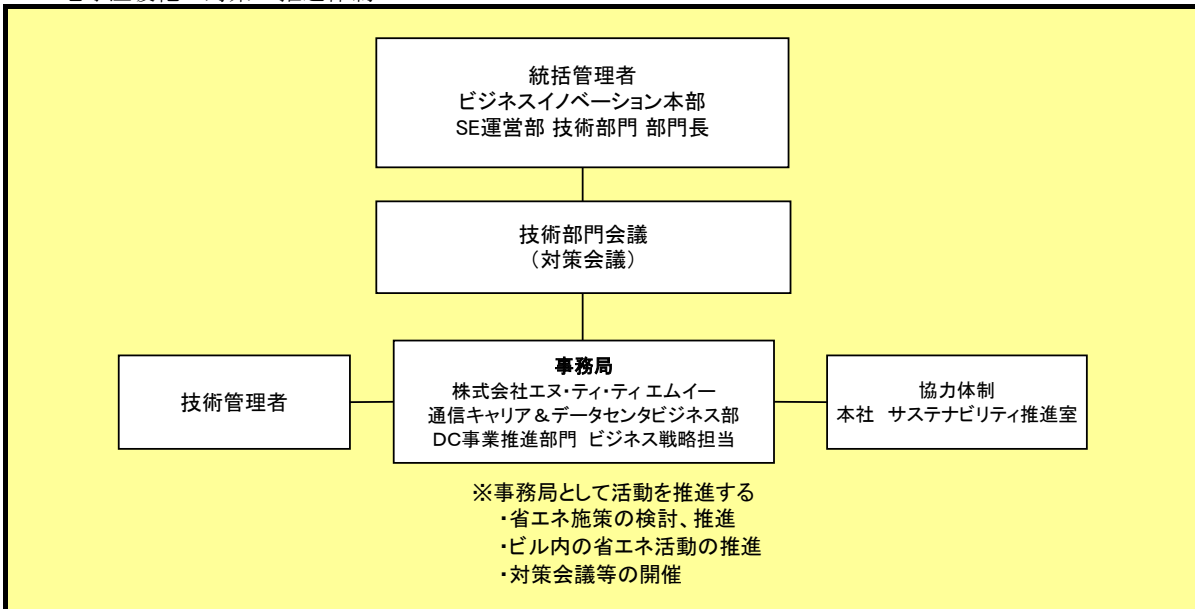 統括管理者
ビジネスイノベーション本部
SE運営部 技術部門 部門長
技術部門会議
（対策会議）
技術管理者
事務局
株式会社エヌ・ティ・ティ エムイー
通信キャリア＆データセンタビジネス部
DC事業推進部門 ビジネス戦略担当
協力体制
本社 サステナビリティ推進室
※事務局として活動を推進する
・省エネ施策の検討、推進
・ビル内の省エネ活動の推進
・対策会議等の開催